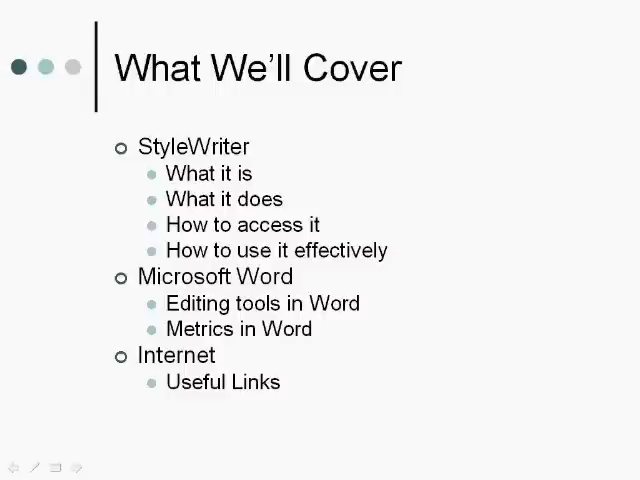 What We'll Cover
StyleWriter
What it is
What it does
How to access it
How to use it effectively
Microsoft Word
Editing tools in Word
Metrics in Word
Internet
Useful Links